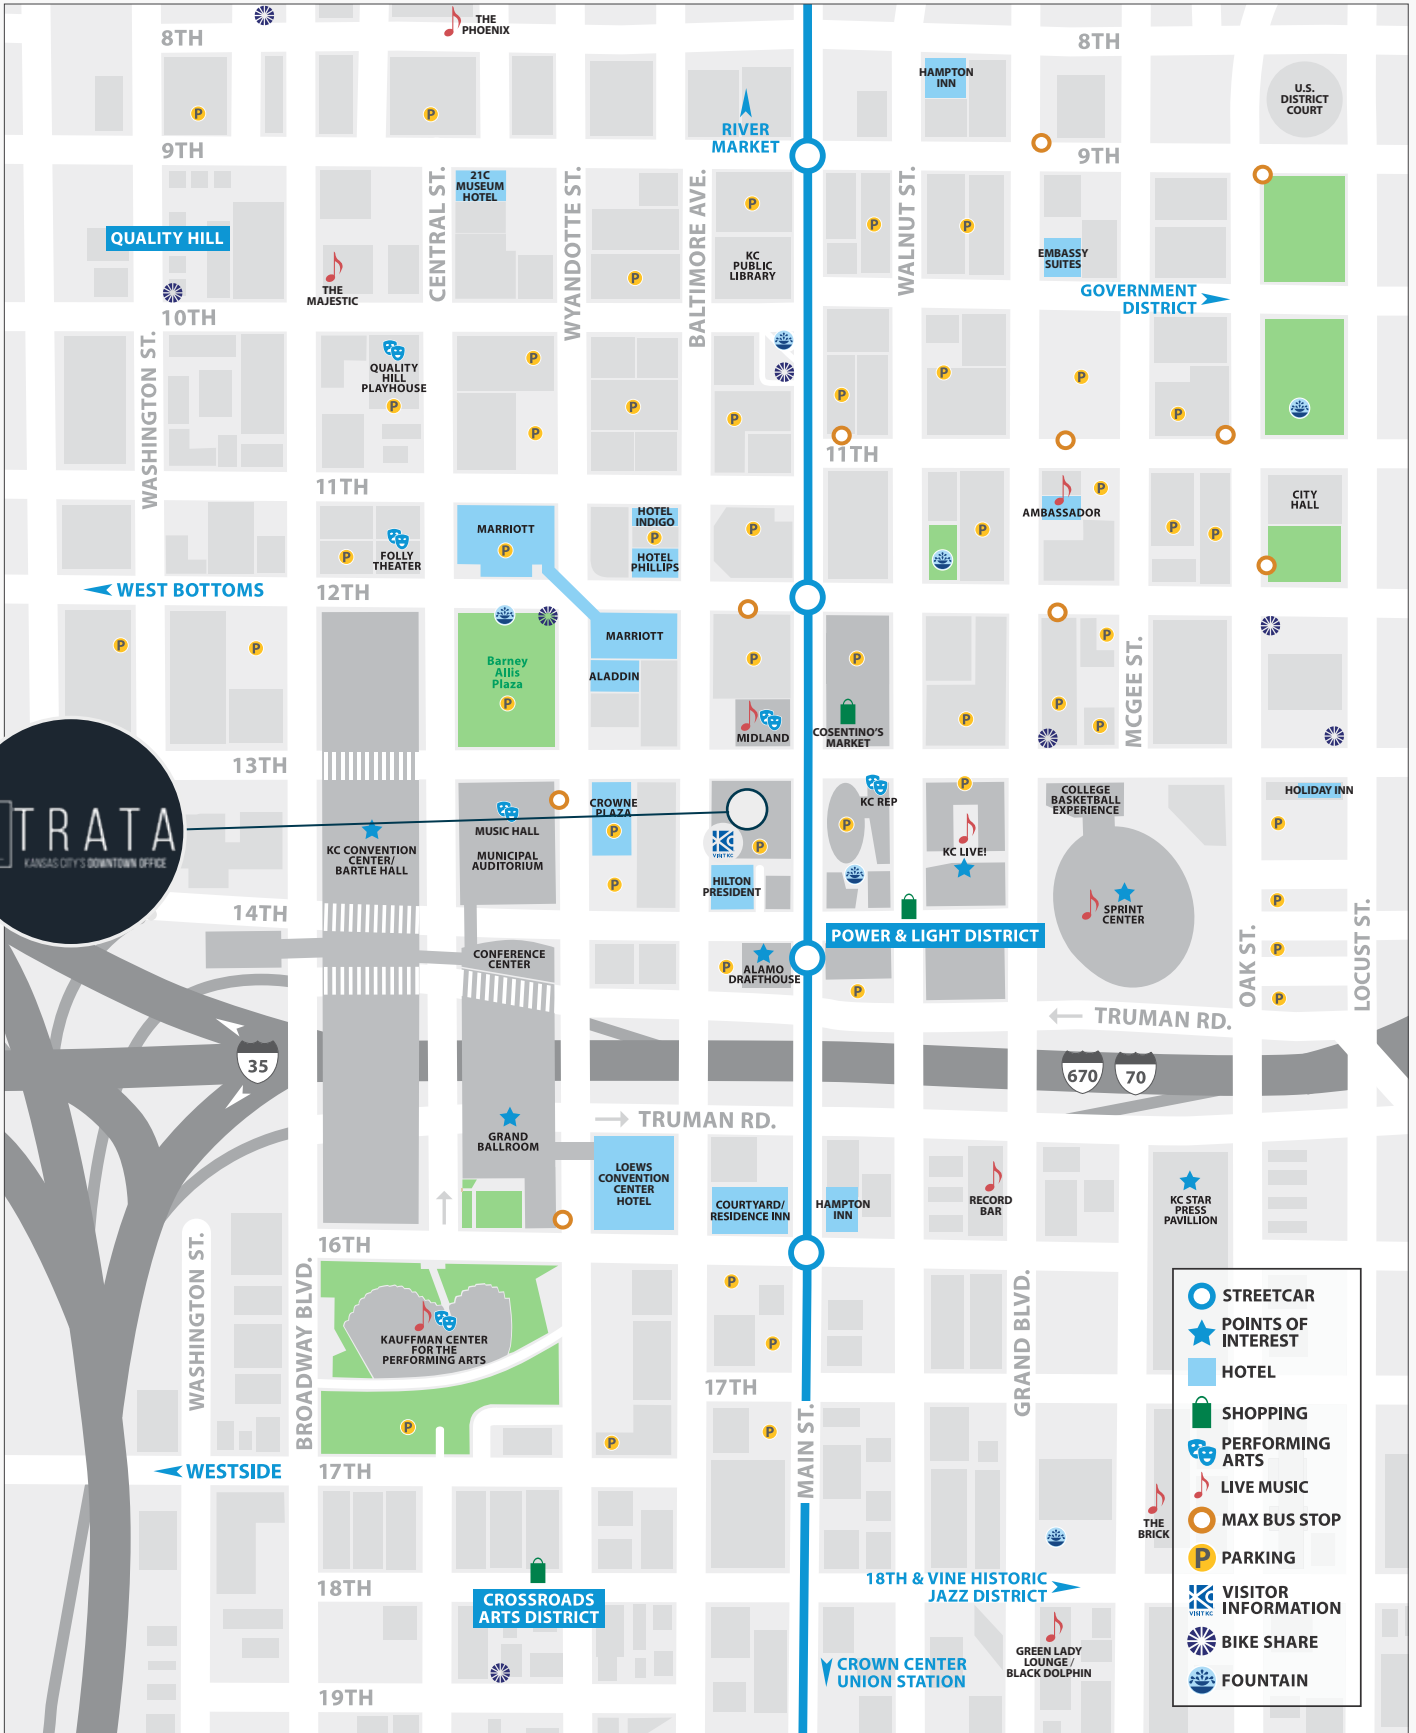 THE
PHOENIX
8TH
8TH
HAMPTON
INN
U.S.
DISTRICT
COURT
P
P
RIVER
MARKET
9TH
9TH
21C
MUSEUM
HOTEL
CENTRAL ST.
WYANDOTTE ST.
BALTIMORE AVE.
WALNUT ST.
P
P
P
P
QUALITY HILL
KC
PUBLIC
LIBRARY
EMBASSY
SUITES
THE
MAJESTIC
GOVERNMENT
DISTRICT
10TH
WASHINGTON ST.
QUALITY
HILL
PLAYHOUSE
P
P
P
P
P
P
P
P
P
11TH
11TH
MARRIOTT
P
HOTEL
INDIGO
P
HOTEL
PHILLIPS
P
P
P
AMBASSADOR
P
P
CITY
HALL
P
FOLLY
THEATER
WEST BOTTOMS
12TH
P
P
Barney
Allis
Plaza
P
MARRIOTT
ALADDIN
P
P
P
P
P
P
MCGEE ST.
MIDLAND
COSENTINO'S
MARKET
13TH
TRATA
KANSAS CITY'S DOWNTOWN OFFICE
MUSIC HALL
MUNICIPAL
AUDITORIUM
CROWNE
PLAZA
P
P
KC REP
P
P
KC LIVE!
COLLEGE
BASKETBALL
EXPERIENCE
HOLIDAY INN
P
KC CONVENTION
CENTER/
BARTLE HALL
KC
VISIT KC
P
HILTON
PRESIDENT
SPRINT
CENTER
P
14TH
POWER & LIGHT DISTRICT
CONFERENCE
CENTER
P
ALAMO
DRAFTHOUSE
P
P
P
OAK ST.
LOCUST ST.
TRUMAN RD.
35
670
70
TRUMAN RD.
GRAND
BALLROOM
LOEWS
CONVENTION
CENTER
HOTEL
COURTYARD/
RESIDENCE INN
HAMPTON
INN
RECORD
BAR
KC STAR
PRESS
PAVILION
16TH
WASHINGTON ST.
BROADWAY BLVD.
KAUFFMAN CENTER
FOR THE
PERFORMING ARTS
P
P
P
GRAND BLVD.
17TH
P
P
MAIN ST.
WESTSIDE
17TH
THE
BRICK
18TH
18TH & VINE HISTORIC
JAZZ DISTRICT
CROSSROADS
ARTS DISTRICT
GREEN LADY
LOUNGE /
BLACK DOLPHIN
CROWN CENTER
UNION STATION
19TH
STREETCAR
POINTS OF
INTEREST
HOTEL
SHOPPING
PERFORMING
ARTS
LIVE MUSIC
MAX BUS STOP
P PARKING
KC
VISIT KC
VISITOR
INFORMATION
BIKE SHARE
FOUNTAIN